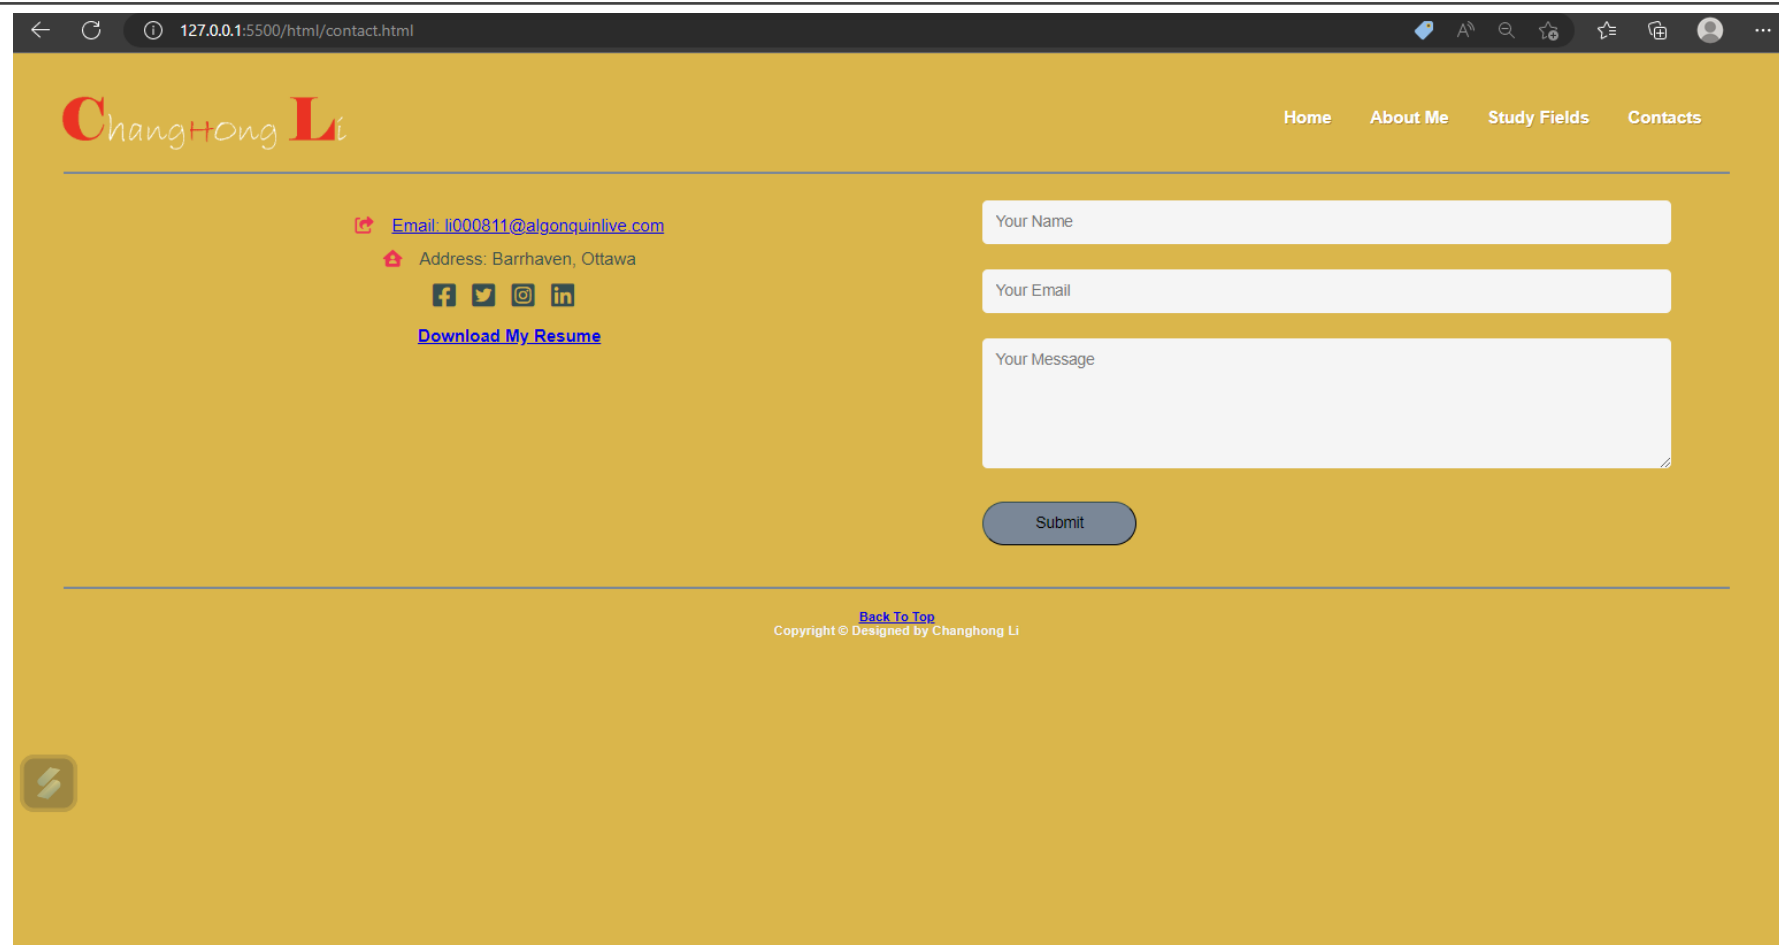 127.0.0.1:5500/html/contact.html
ChangHong Li
Home About Me Study Fields Contacts
Email: li000811@algonquinlive.com
Address: Barrhaven, Ottawa
Download My Resume
Your Name
Your Email
Your Message
Submit
Back To Top
Copyright © Designed by Changhong Li